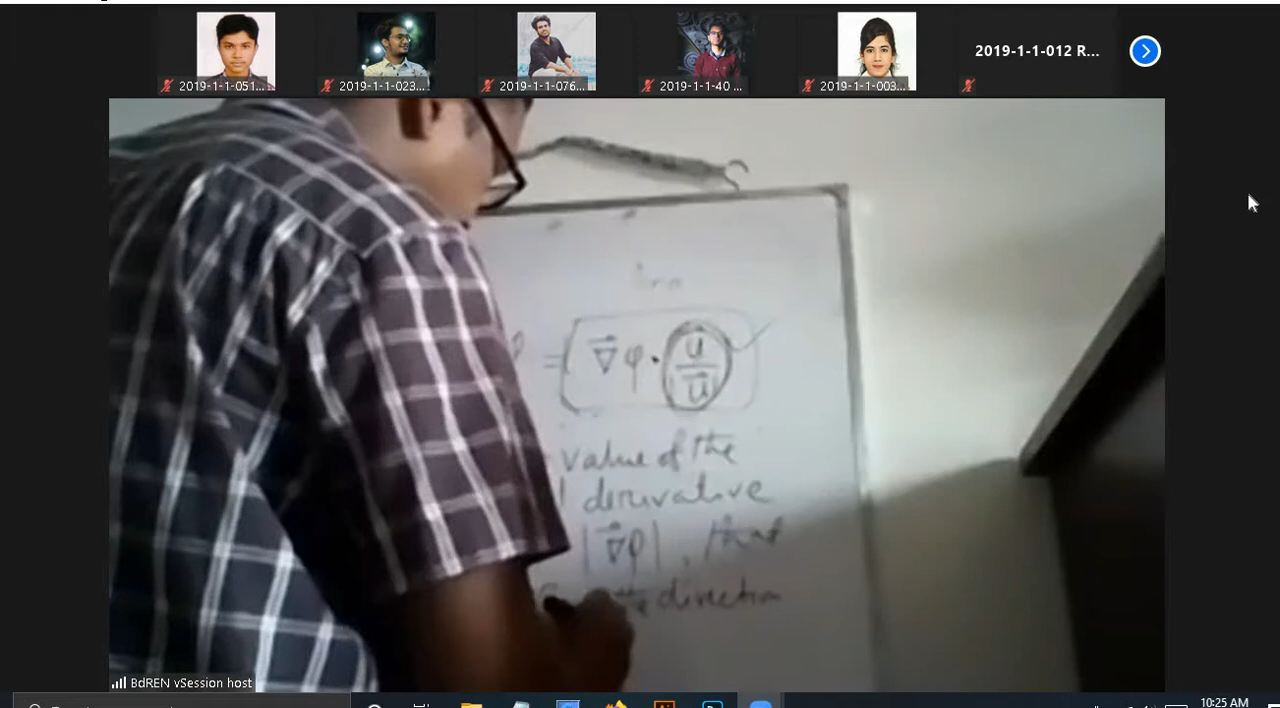 2019-1-1-051...
2019-1-1-023...
2019-1-1-076...
2019-1-1-40 ...
2019-1-1-003...
2019-1-1-012 R...
= ( ∇⃗ φ · u⃗ / |u⃗|
value of the
derivative
|∇⃗φ|, that
direction
BdREN vSession host
10:25 AM